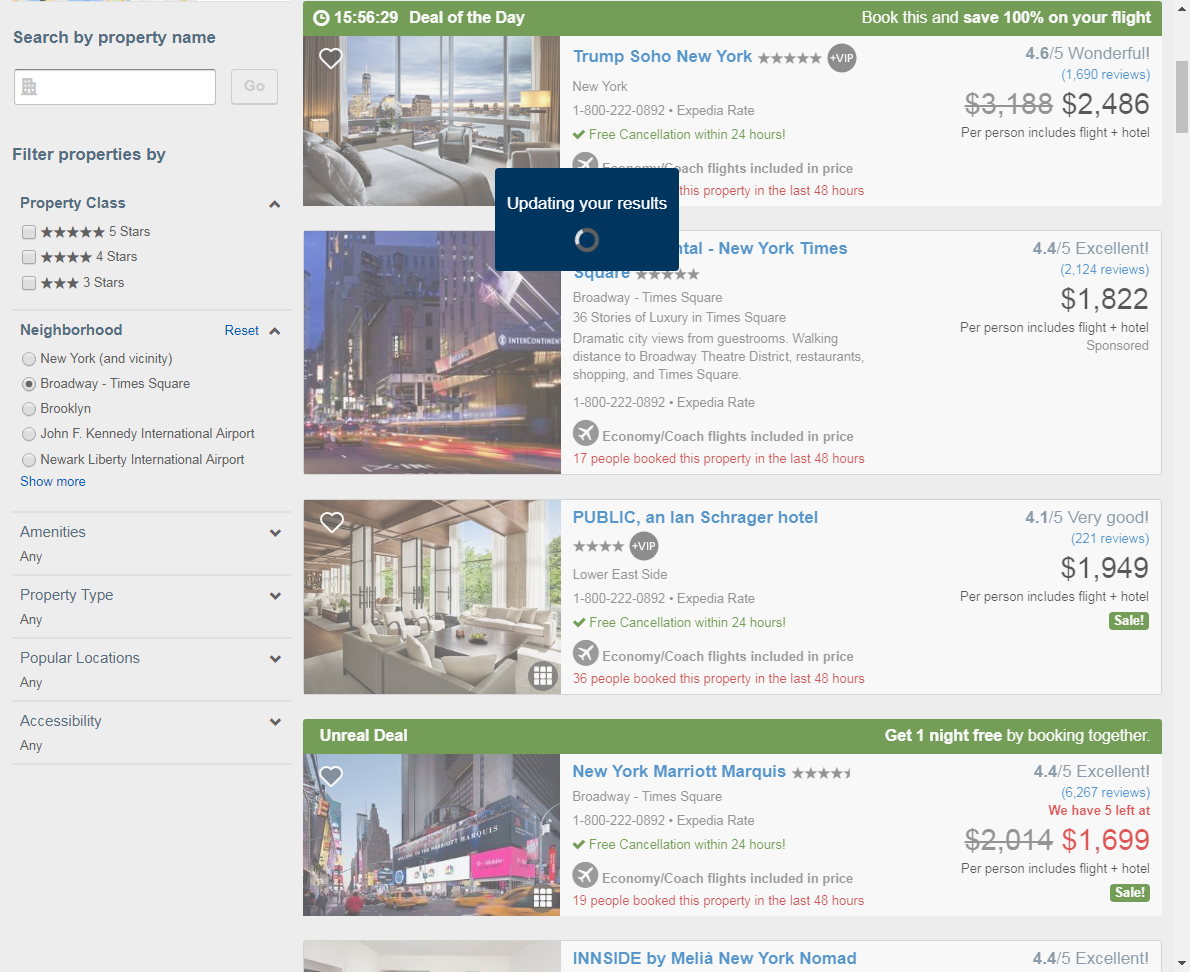 Search by property name
Go
Filter properties by
Property Class
5 Stars
4 Stars
3 Stars
Neighborhood
Reset
New York (and vicinity)
Broadway - Times Square
Brooklyn
John F. Kennedy International Airport
Newark Liberty International Airport
Show more
Amenities
Any
Property Type
Any
Popular Locations
Any
Accessibility
Any
15:56:29 Deal of the Day
Book this and save 100% on your flight
Trump Soho New York
+VIP
New York
1-800-222-0892 • Expedia Rate
Free Cancellation within 24 hours!
Economy/Coach flights included in price
this property in the last 48 hours
4.6/5 Wonderful!
(1,690 reviews)
$3,188 $2,486
Per person includes flight + hotel
Updating your results
ntal - New York Times
Square
Broadway - Times Square
36 Stories of Luxury in Times Square
Dramatic city views from guestrooms. Walking
distance to Broadway Theatre District, restaurants,
shopping, and Times Square.
1-800-222-0892 • Expedia Rate
Economy/Coach flights included in price
17 people booked this property in the last 48 hours
4.4/5 Excellent!
(2,124 reviews)
$1,822
Per person includes flight + hotel
Sponsored
INTERCONTINEN
PUBLIC, an Ian Schrager hotel
+VIP
Lower East Side
1-800-222-0892 • Expedia Rate
Free Cancellation within 24 hours!
Economy/Coach flights included in price
36 people booked this property in the last 48 hours
4.1/5 Very good!
(221 reviews)
$1,949
Per person includes flight + hotel
Sale!
Unreal Deal
Get 1 night free by booking together.
New York Marriott Marquis
Broadway - Times Square
1-800-222-0892 • Expedia Rate
Free Cancellation within 24 hours!
Economy/Coach flights included in price
19 people booked this property in the last 48 hours
4.4/5 Excellent!
(6,267 reviews)
We have 5 left at
$2,014 $1,699
Per person includes flight + hotel
Sale!
WELCOME TO THE MARRIOTT MARQUIS
INNSIDE by Melià New York Nomad
4.4/5 Excellent!